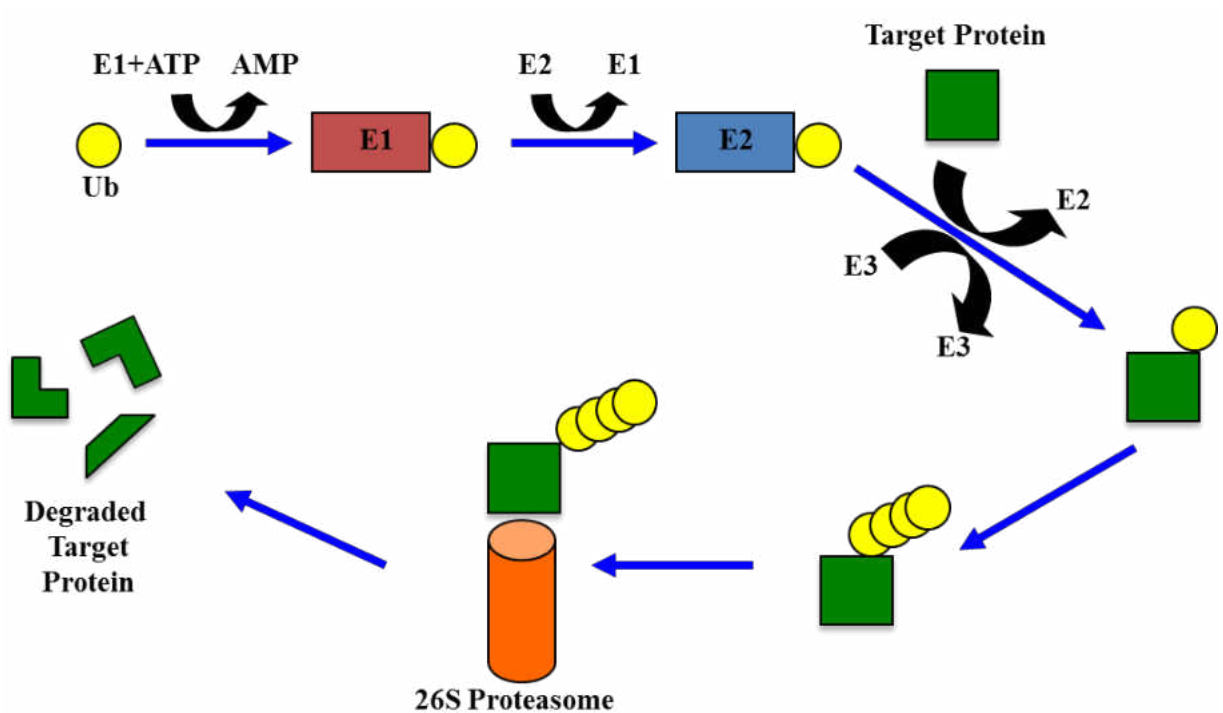 Target Protein
E1+ATP AMP
E2 E1
E1
E2
Ub
E2
E3
E3
Degraded
Target
Protein
26S Proteasome